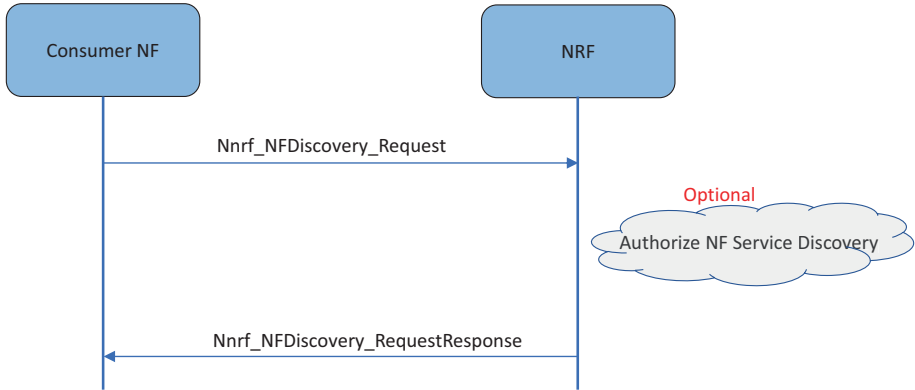 Consumer NF
NRF
Nnrf_NFDiscovery_Request
Optional
Authorize NF Service Discovery
Nnrf_NFDiscovery_RequestResponse